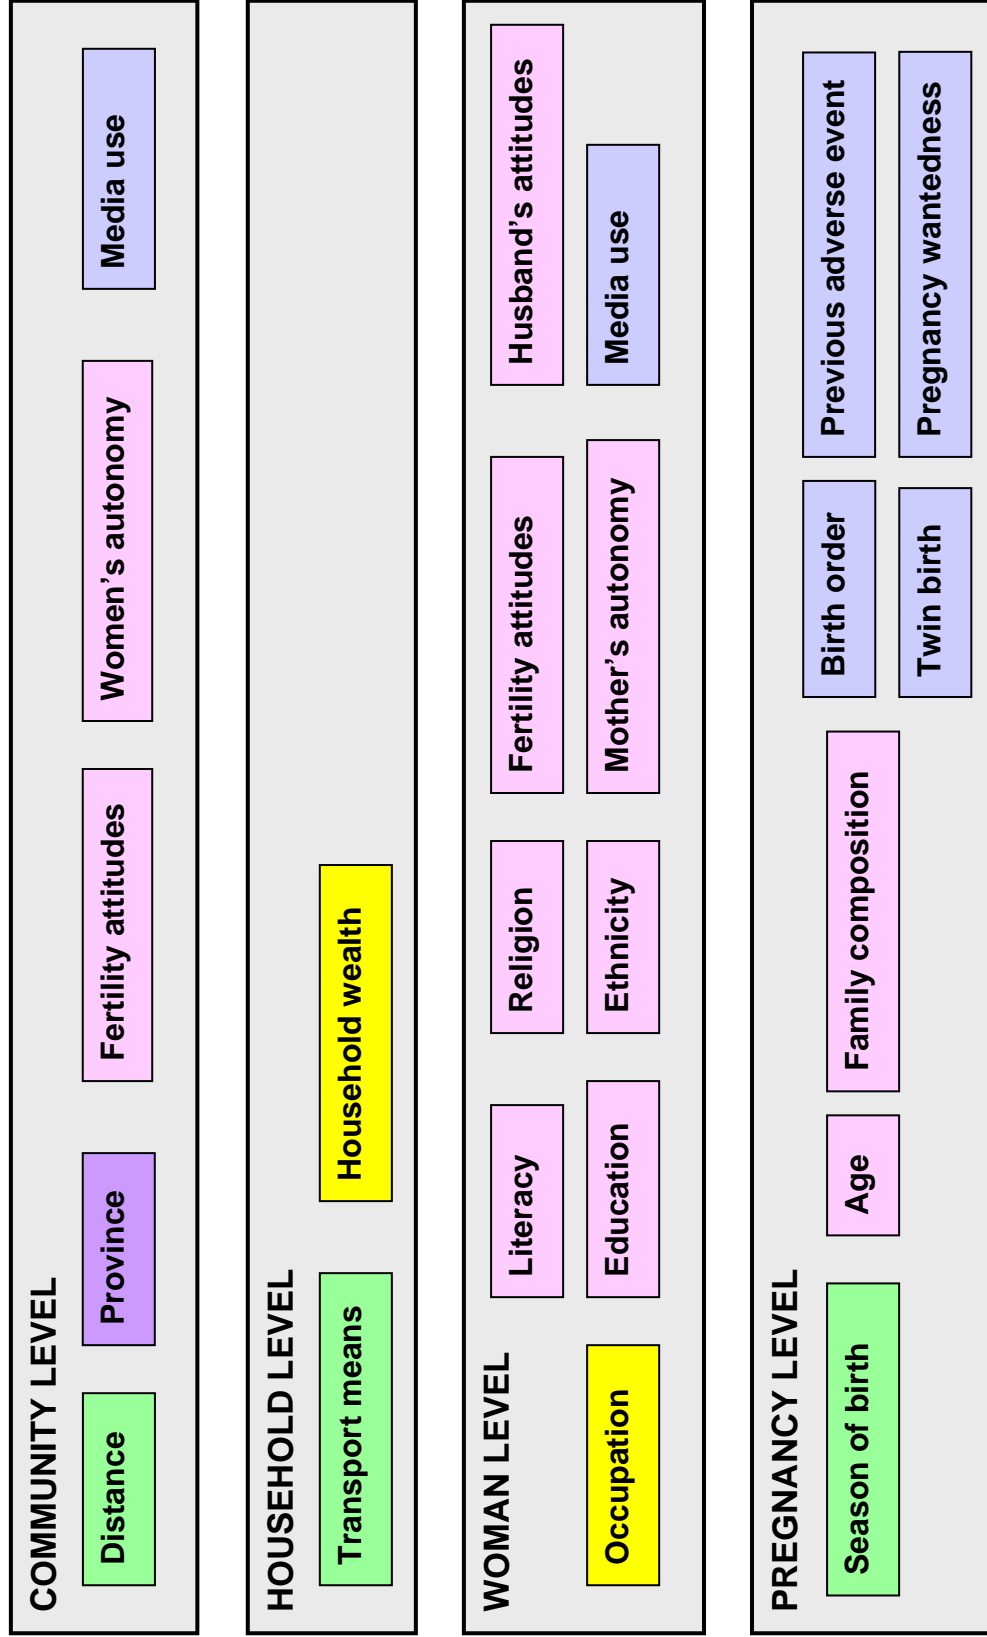 COMMUNITY LEVEL
Distance
Province
Fertility attitudes
Women’s autonomy
Media use
HOUSEHOLD LEVEL
Transport means
Household wealth
WOMAN LEVEL
Literacy
Religion
Fertility attitudes
Husband’s attitudes
Occupation
Education
Ethnicity
Mother’s autonomy
Media use
PREGNANCY LEVEL
Season of birth
Age
Family composition
Birth order
Previous adverse event
Twin birth
Pregnancy wantedness